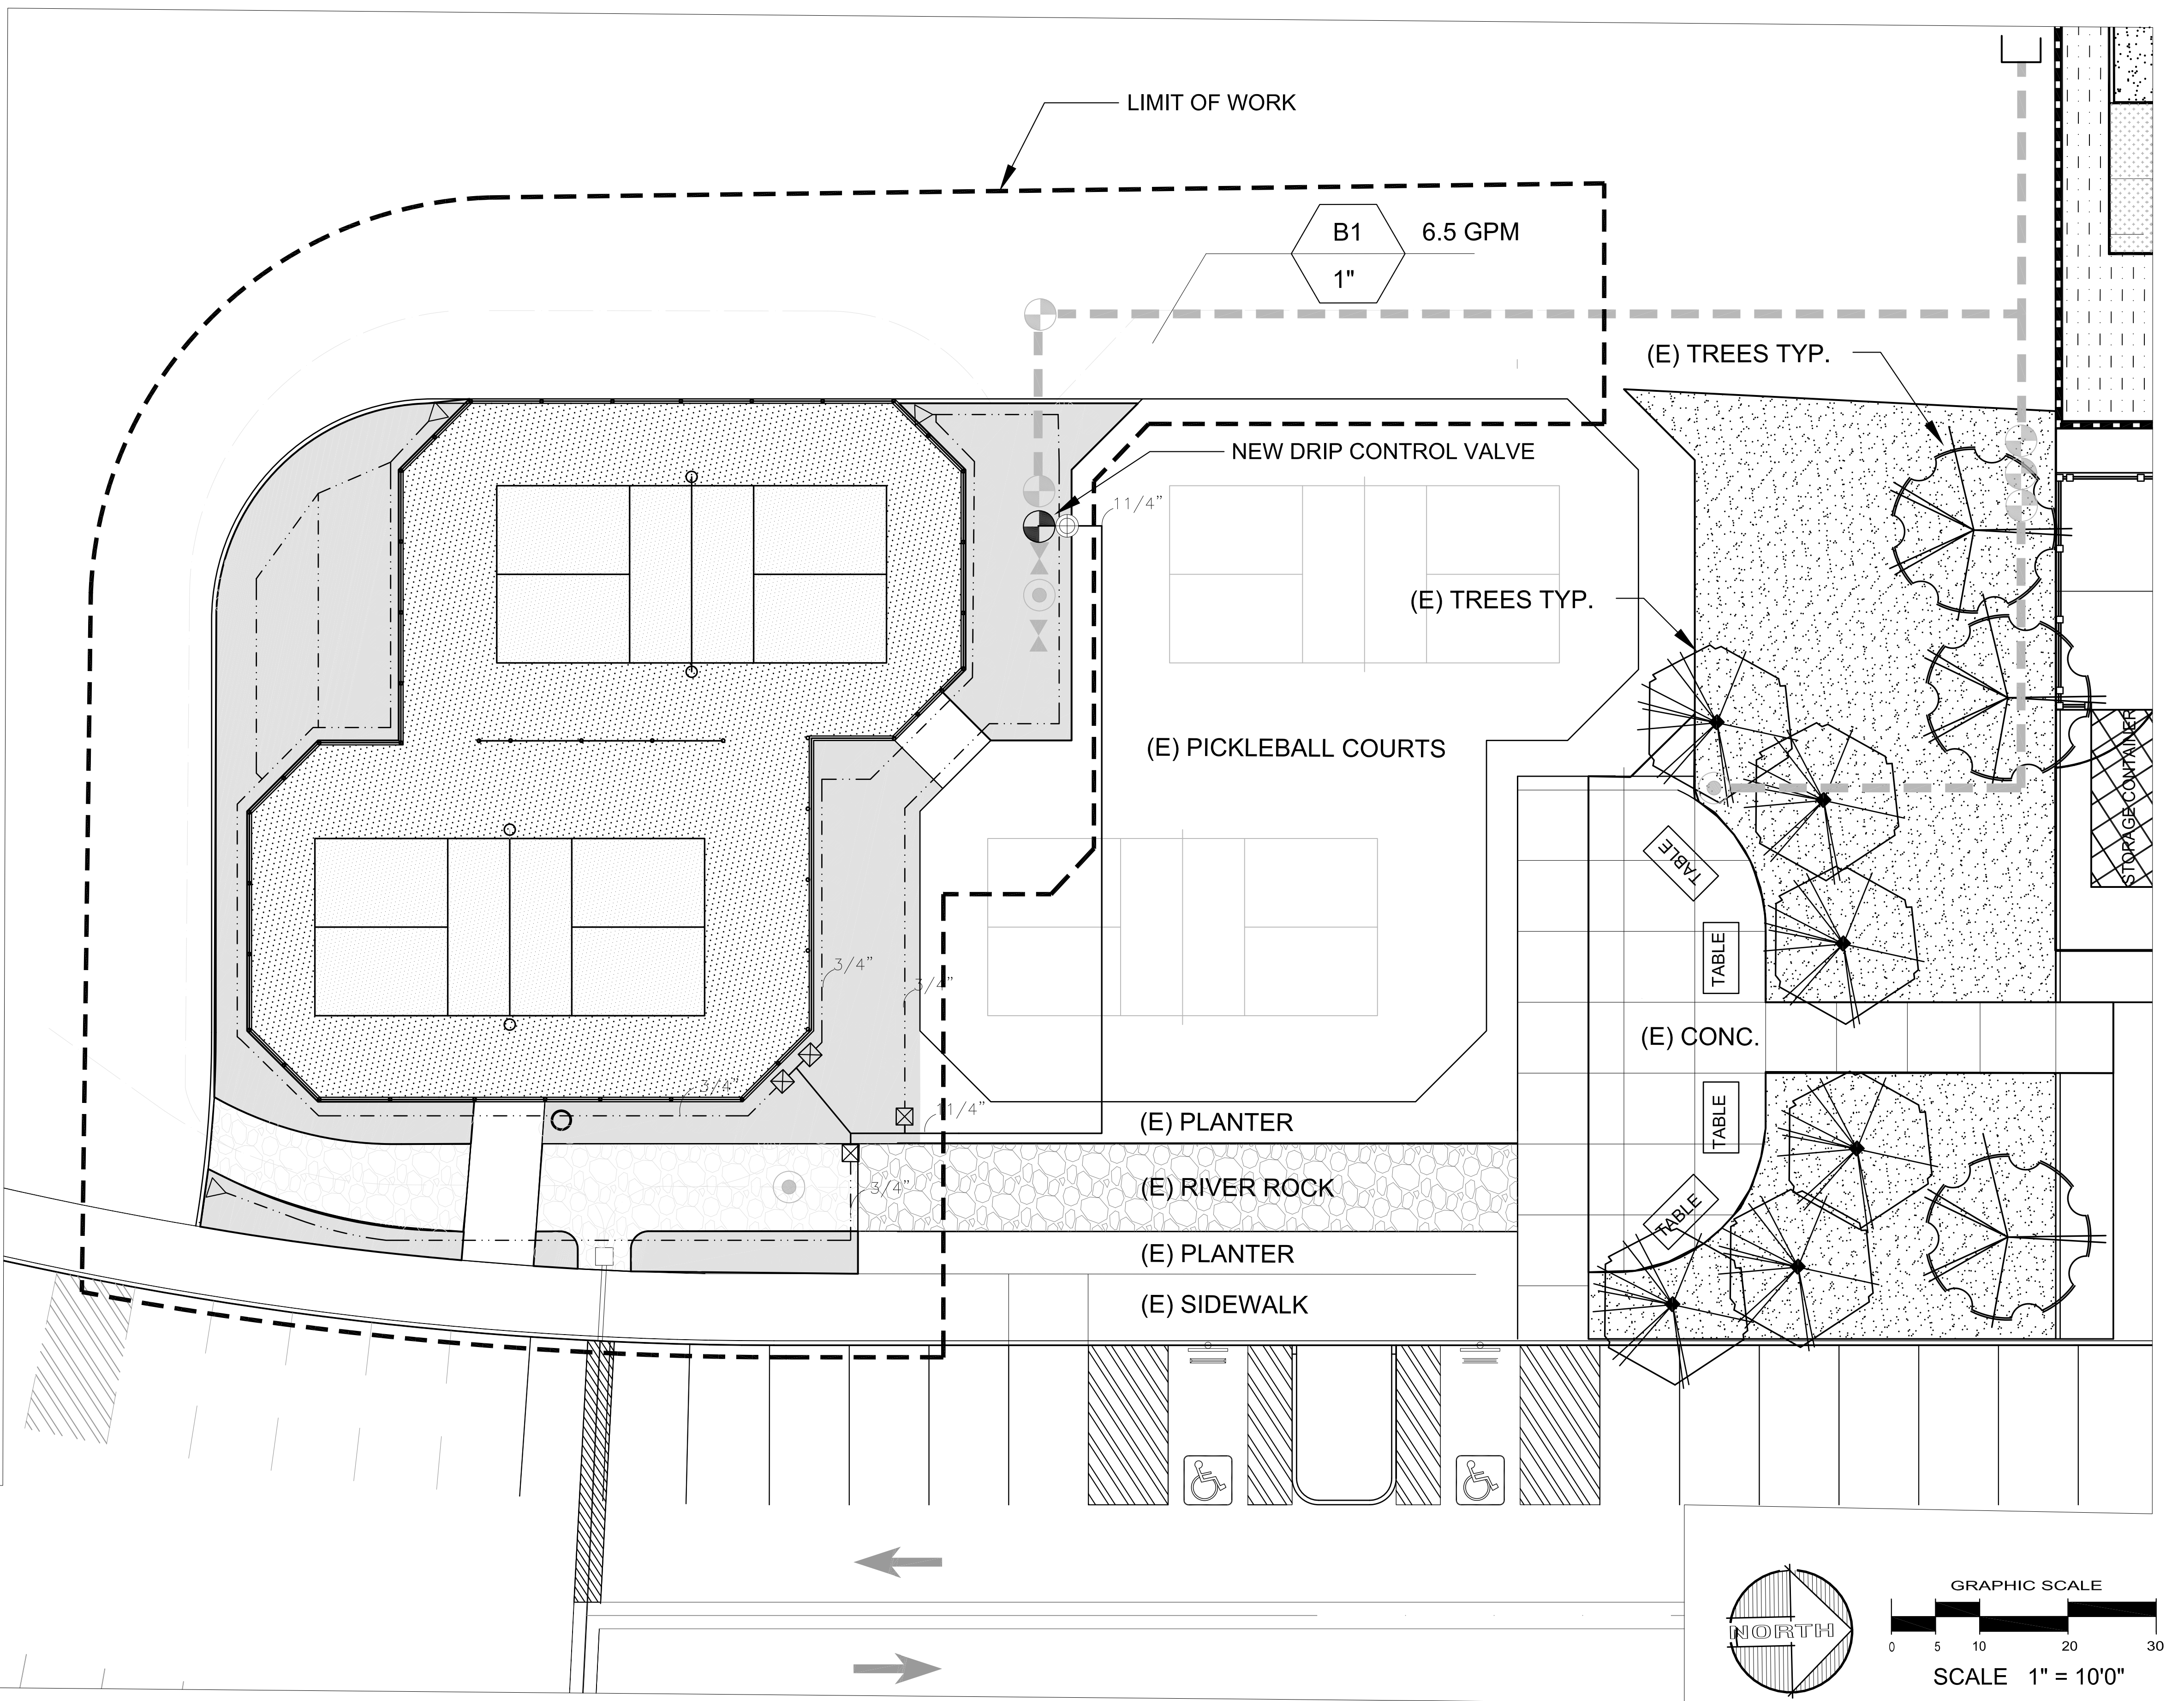 LIMIT OF WORK
B1
6.5 GPM
1"
(E) TREES TYP.
NEW DRIP CONTROL VALVE
11/4"
(E) TREES TYP.
STORAGE CONTAINER
(E) PICKLEBALL COURTS
TABLE
TABLE
3/4"
3/4"
(E) CONC.
3/4"
11/4"
TABLE
(E) PLANTER
3/4"
(E) RIVER ROCK
TABLE
(E) PLANTER
(E) SIDEWALK
NORTH
GRAPHIC SCALE
0 5 10 20 30
SCALE 1" = 10'0"